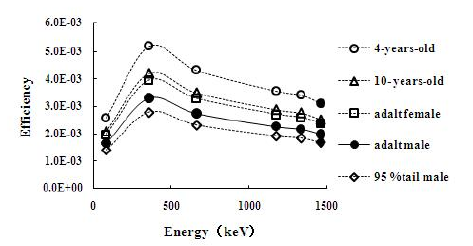 6.0E-03
5.0E-03
4.0E-03
3.0E-03
2.0E-03
1.0E-03
0.0E+00
Efficiency
0
500
1000
1500
Energy (keV)
4-years-old
10-years-old
adaltfemale
adaltmale
95%tail male